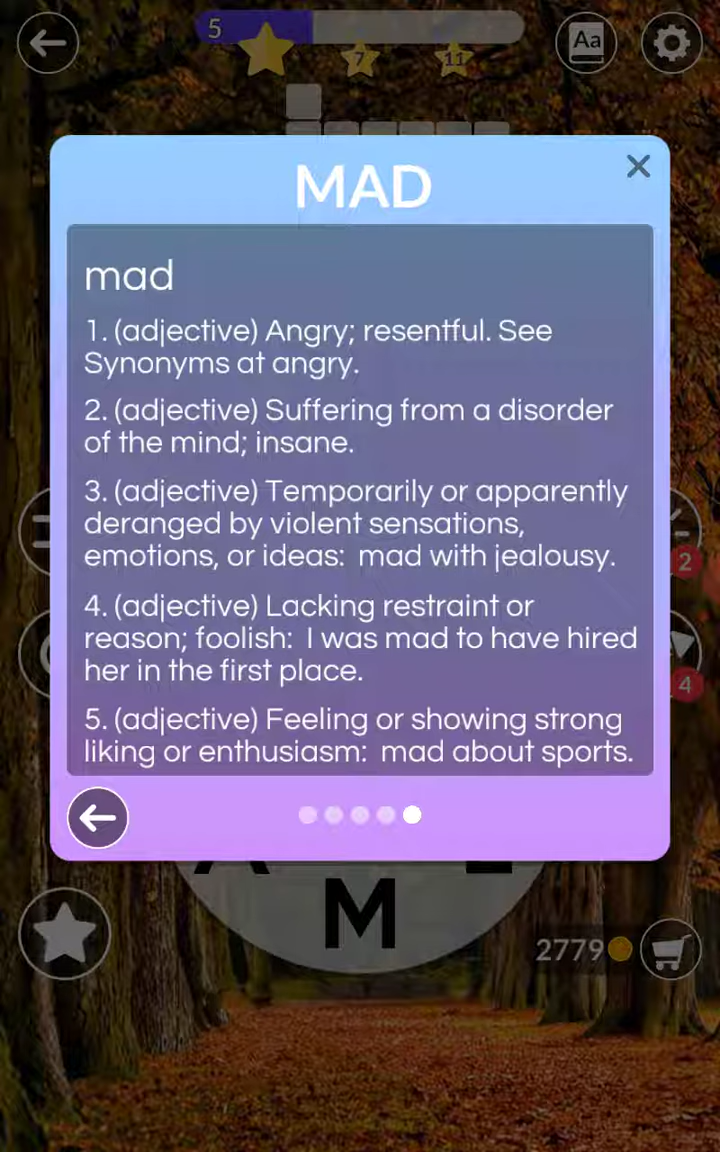 5
7
11
Aa
MAD
mad
1. (adjective) Angry; resentful. See
Synonyms at angry.
2. (adjective) Suffering from a disorder
of the mind; insane.
3. (adjective) Temporarily or apparently
deranged by violent sensations,
emotions, or ideas: mad with jealousy.
4. (adjective) Lacking restraint or
reason; foolish: I was mad to have hired
her in the first place.
5. (adjective) Feeling or showing strong
liking or enthusiasm: mad about sports.
2
4
M
2779